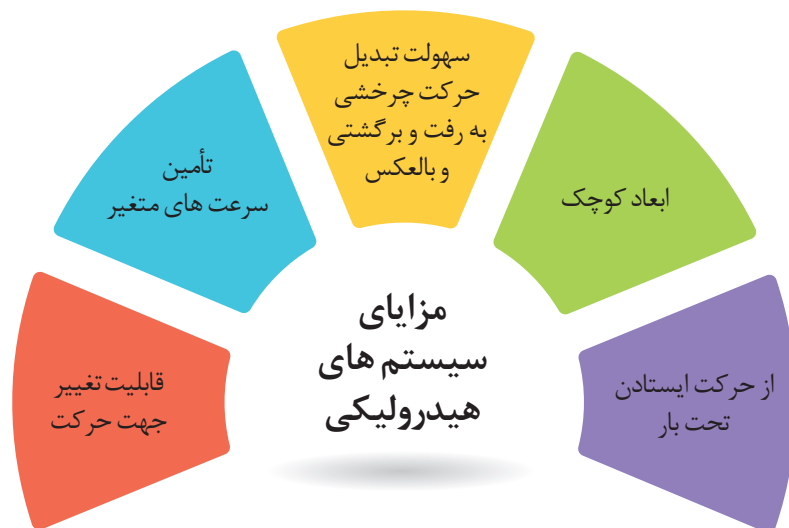 مزایای
سیستم های
هیدرولیکی
از حرکت ایستادن
تحت بار
ابعاد کوچک
سهولت تبدیل
حرکت چرخشی
به رفت و برگشتی
و بالعکس
تأمین
سرعت های متغیر
قابلیت تغییر
جهت حرکت